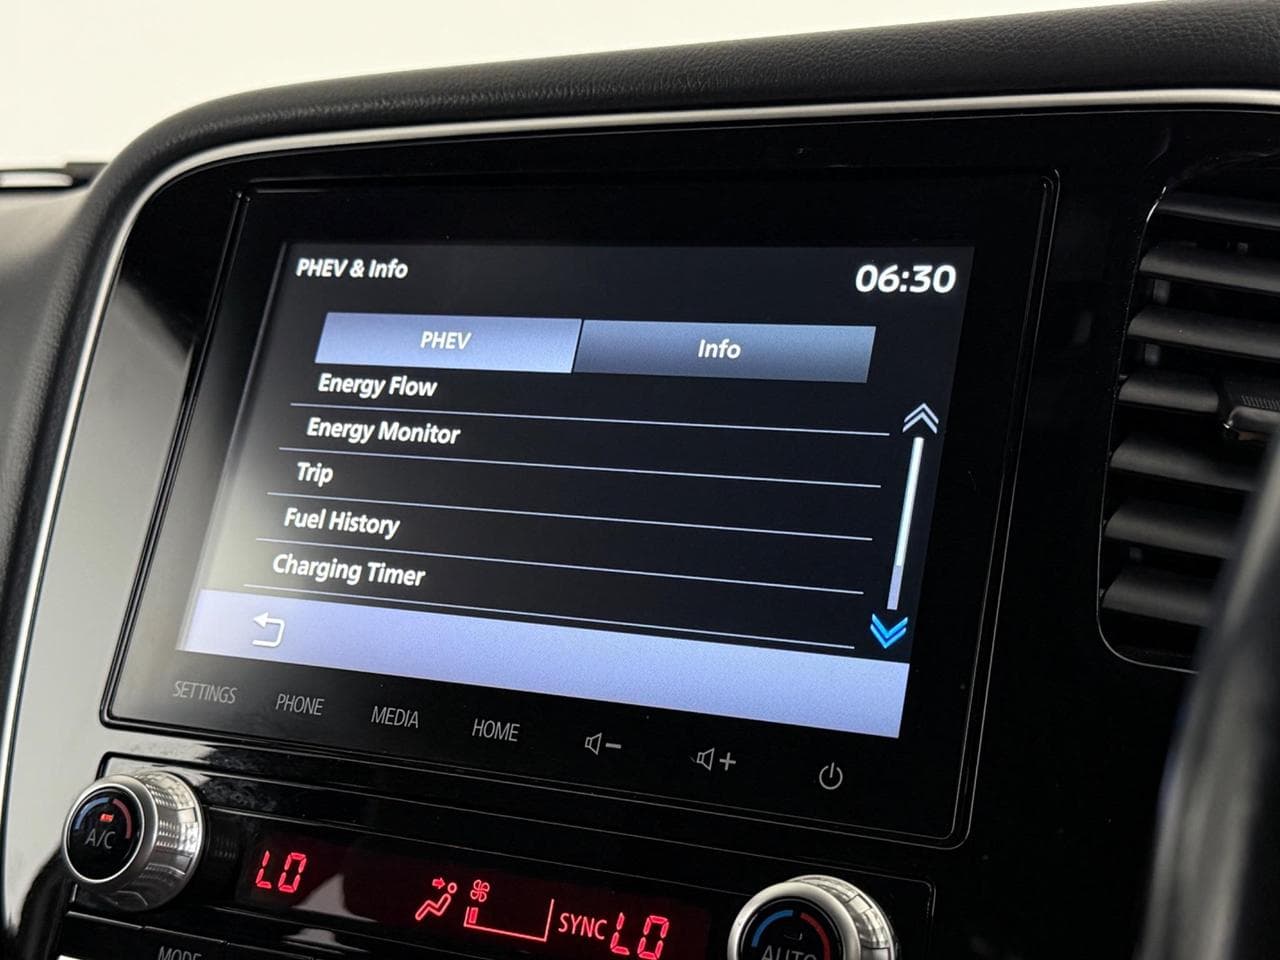 PHEV & Info
06:30
PHEV
Info
Energy Flow
Energy Monitor
Trip
Fuel History
Charging Timer
SETTINGS
PHONE
MEDIA
HOME
A/C
LO
SYNC
LO
AUTO
MODE